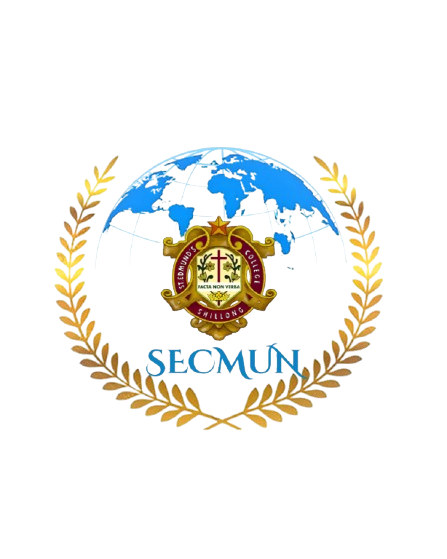 ST. EDMUND'S COLLEGE
FACTA NON VERBA
SHILLONG
SECMUN